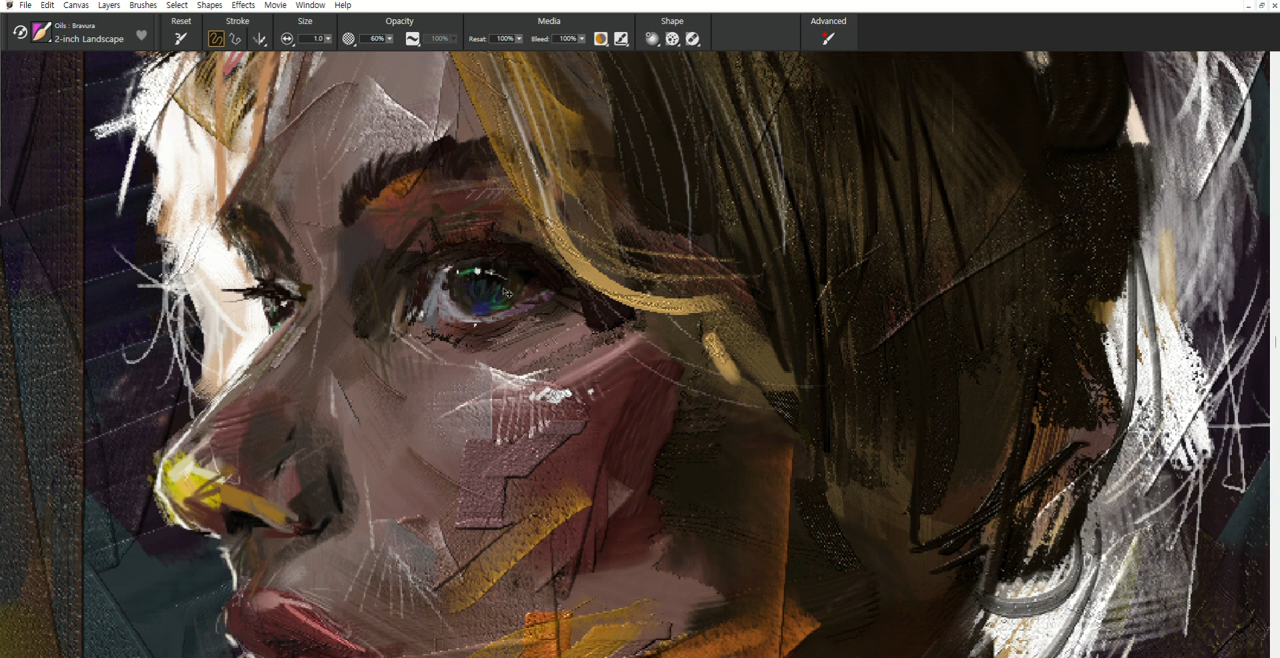 File Edit Canvas Layers Brushes Select Shapes Effects Movie Window Help
Reset Stroke Size Opacity Media Shape Advanced
Oils : Bravura
2-inch Landscape
1.0 60% 100% Reset: 100% Bleed: 100%